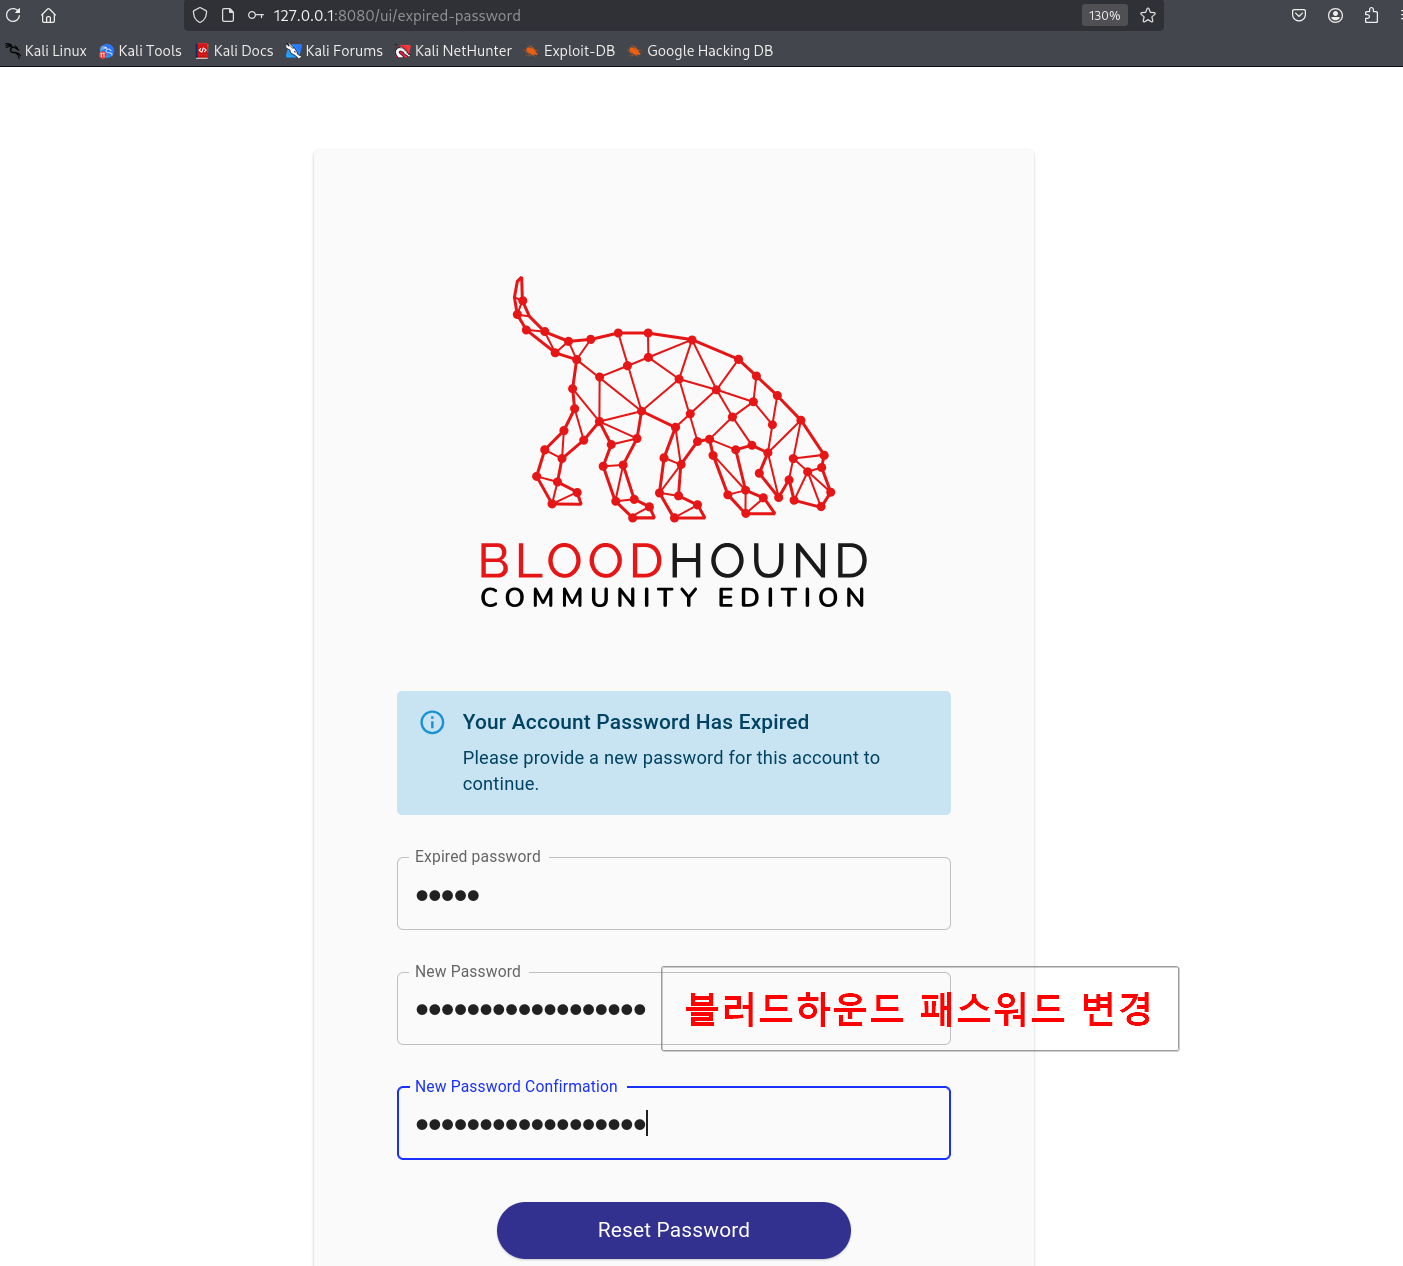 127.0.0.1:8080/ui/expired-password
130%
Kali Linux Kali Tools Kali Docs Kali Forums Kali NetHunter Exploit-DB Google Hacking DB
BLOODHOUND
COMMUNITY EDITION
Your Account Password Has Expired
Please provide a new password for this account to
continue.
Expired password
●●●●●
New Password
●●●●●●●●●●●●●●●●●●
블러드하운드 패스워드 변경
New Password Confirmation
●●●●●●●●●●●●●●●●●●
Reset Password